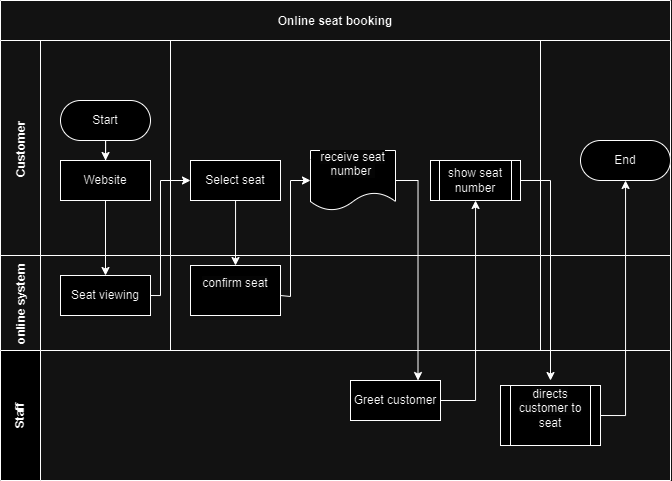 Online seat booking
Customer
Start
Website
Select seat
receive seat
number
show seat
number
End
online system
Seat viewing
confirm seat
Staff
Greet customer
directs
customer to
seat